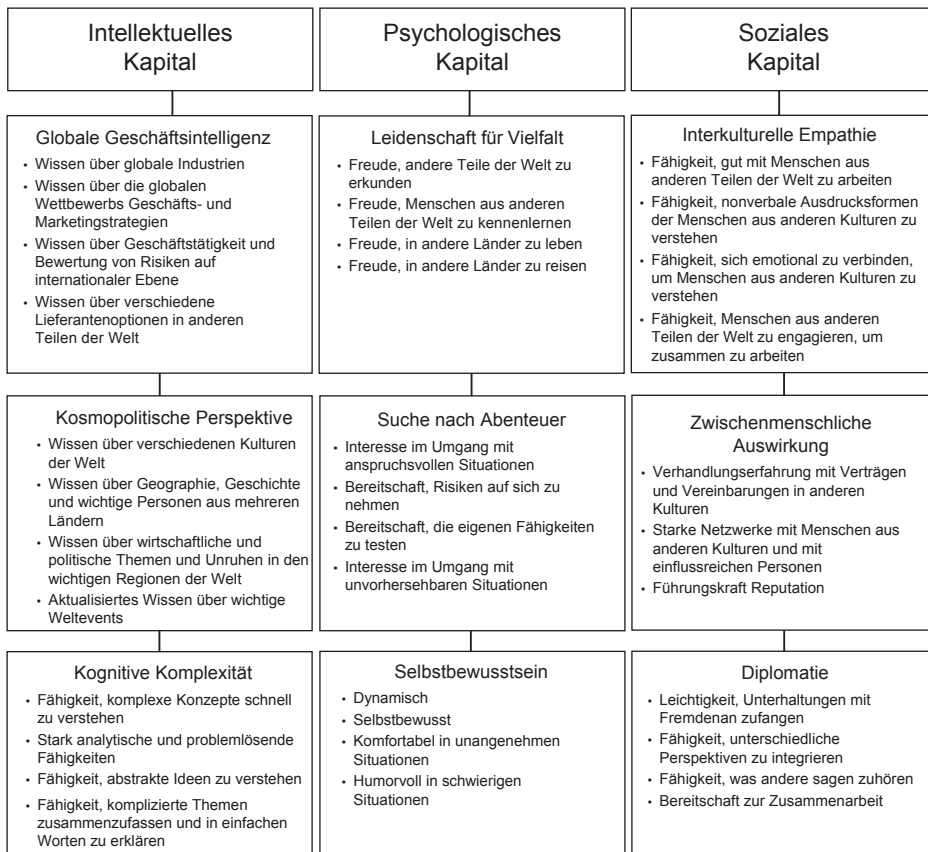 Intellektuelles
Kapital
Globale Geschäftsintelligenz
• Wissen über globale Industrien
• Wissen über die globalen
Wettbewerbs Geschäfts- und
Marketingstrategien
• Wissen über Geschäftstätigkeit und
Bewertung von Risiken auf
internationaler Ebene
• Wissen über verschiedene
Lieferantenoptionen in anderen
Teilen der Welt
Kosmopolitische Perspektive
• Wissen über verschiedenen Kulturen
der Welt
• Wissen über Geographie, Geschichte
und wichtige Personen aus mehreren
Ländern
• Wissen über wirtschaftliche und
politische Themen und Unruhen in den
wichtigen Regionen der Welt
• Aktualisiertes Wissen über wichtige
Weltevents
Kognitive Komplexität
• Fähigkeit, komplexe Konzepte schnell
zu verstehen
• Stark analytische und problemlösende
Fähigkeiten
• Fähigkeit, abstrakte Ideen zu verstehen
• Fähigkeit, komplizierte Themen
zusammenzufassen und in einfachen
Worten zu erklären
Psychologisches
Kapital
Leidenschaft für Vielfalt
• Freude, andere Teile der Welt zu
erkunden
• Freude, Menschen aus anderen
Teilen der Welt zu kennenlernen
• Freude, in andere Länder zu leben
• Freude, in andere Länder zu reisen
Suche nach Abenteuer
• Interesse im Umgang mit
anspruchsvollen Situationen
• Bereitschaft, Risiken auf sich zu
nehmen
• Bereitschaft, die eigenen Fähigkeiten
zu testen
• Interesse im Umgang mit
unvorhersehbaren Situationen
Selbstbewusstsein
• Dynamisch
• Selbstbewusst
• Komfortabel in unangenehmen
Situationen
• Humorvoll in schwierigen
Situationen
Soziales
Kapital
Interkulturelle Empathie
• Fähigkeit, gut mit Menschen aus
anderen Teilen der Welt zu arbeiten
• Fähigkeit, nonverbale Ausdrucksformen
der Menschen aus anderen Kulturen zu
verstehen
• Fähigkeit, sich emotional zu verbinden,
um Menschen aus anderen Kulturen zu
verstehen
• Fähigkeit, Menschen aus anderen
Teilen der Welt zu engagieren, um
zusammen zu arbeiten
Zwischenmenschliche
Auswirkung
• Verhandlungserfahrung mit Verträgen
und Vereinbarungen in anderen
Kulturen
• Starke Netzwerke mit Menschen aus
anderen Kulturen und mit
einflussreichen Personen
• Führungskraft Reputation
Diplomatie
• Leichtigkeit, Unterhaltungen mit
Fremdenan zufangen
• Fähigkeit, unterschiedliche
Perspektiven zu integrieren
• Fähigkeit, was andere sagen zuhören
• Bereitschaft zur Zusammenarbeit